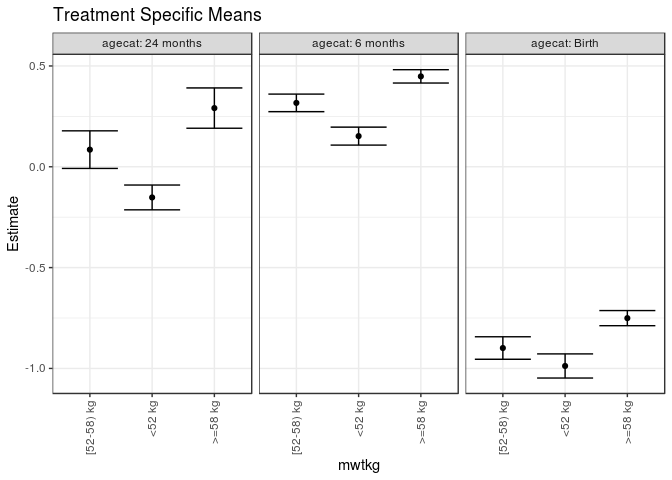 Treatment Specific Means
agecat: 24 months
agecat: 6 months
agecat: Birth
Estimate
0.5
0.0
-0.5
-1.0
[52-58) kg
<52 kg
>=58 kg
[52-58) kg
<52 kg
>=58 kg
[52-58) kg
<52 kg
>=58 kg
mwtkg